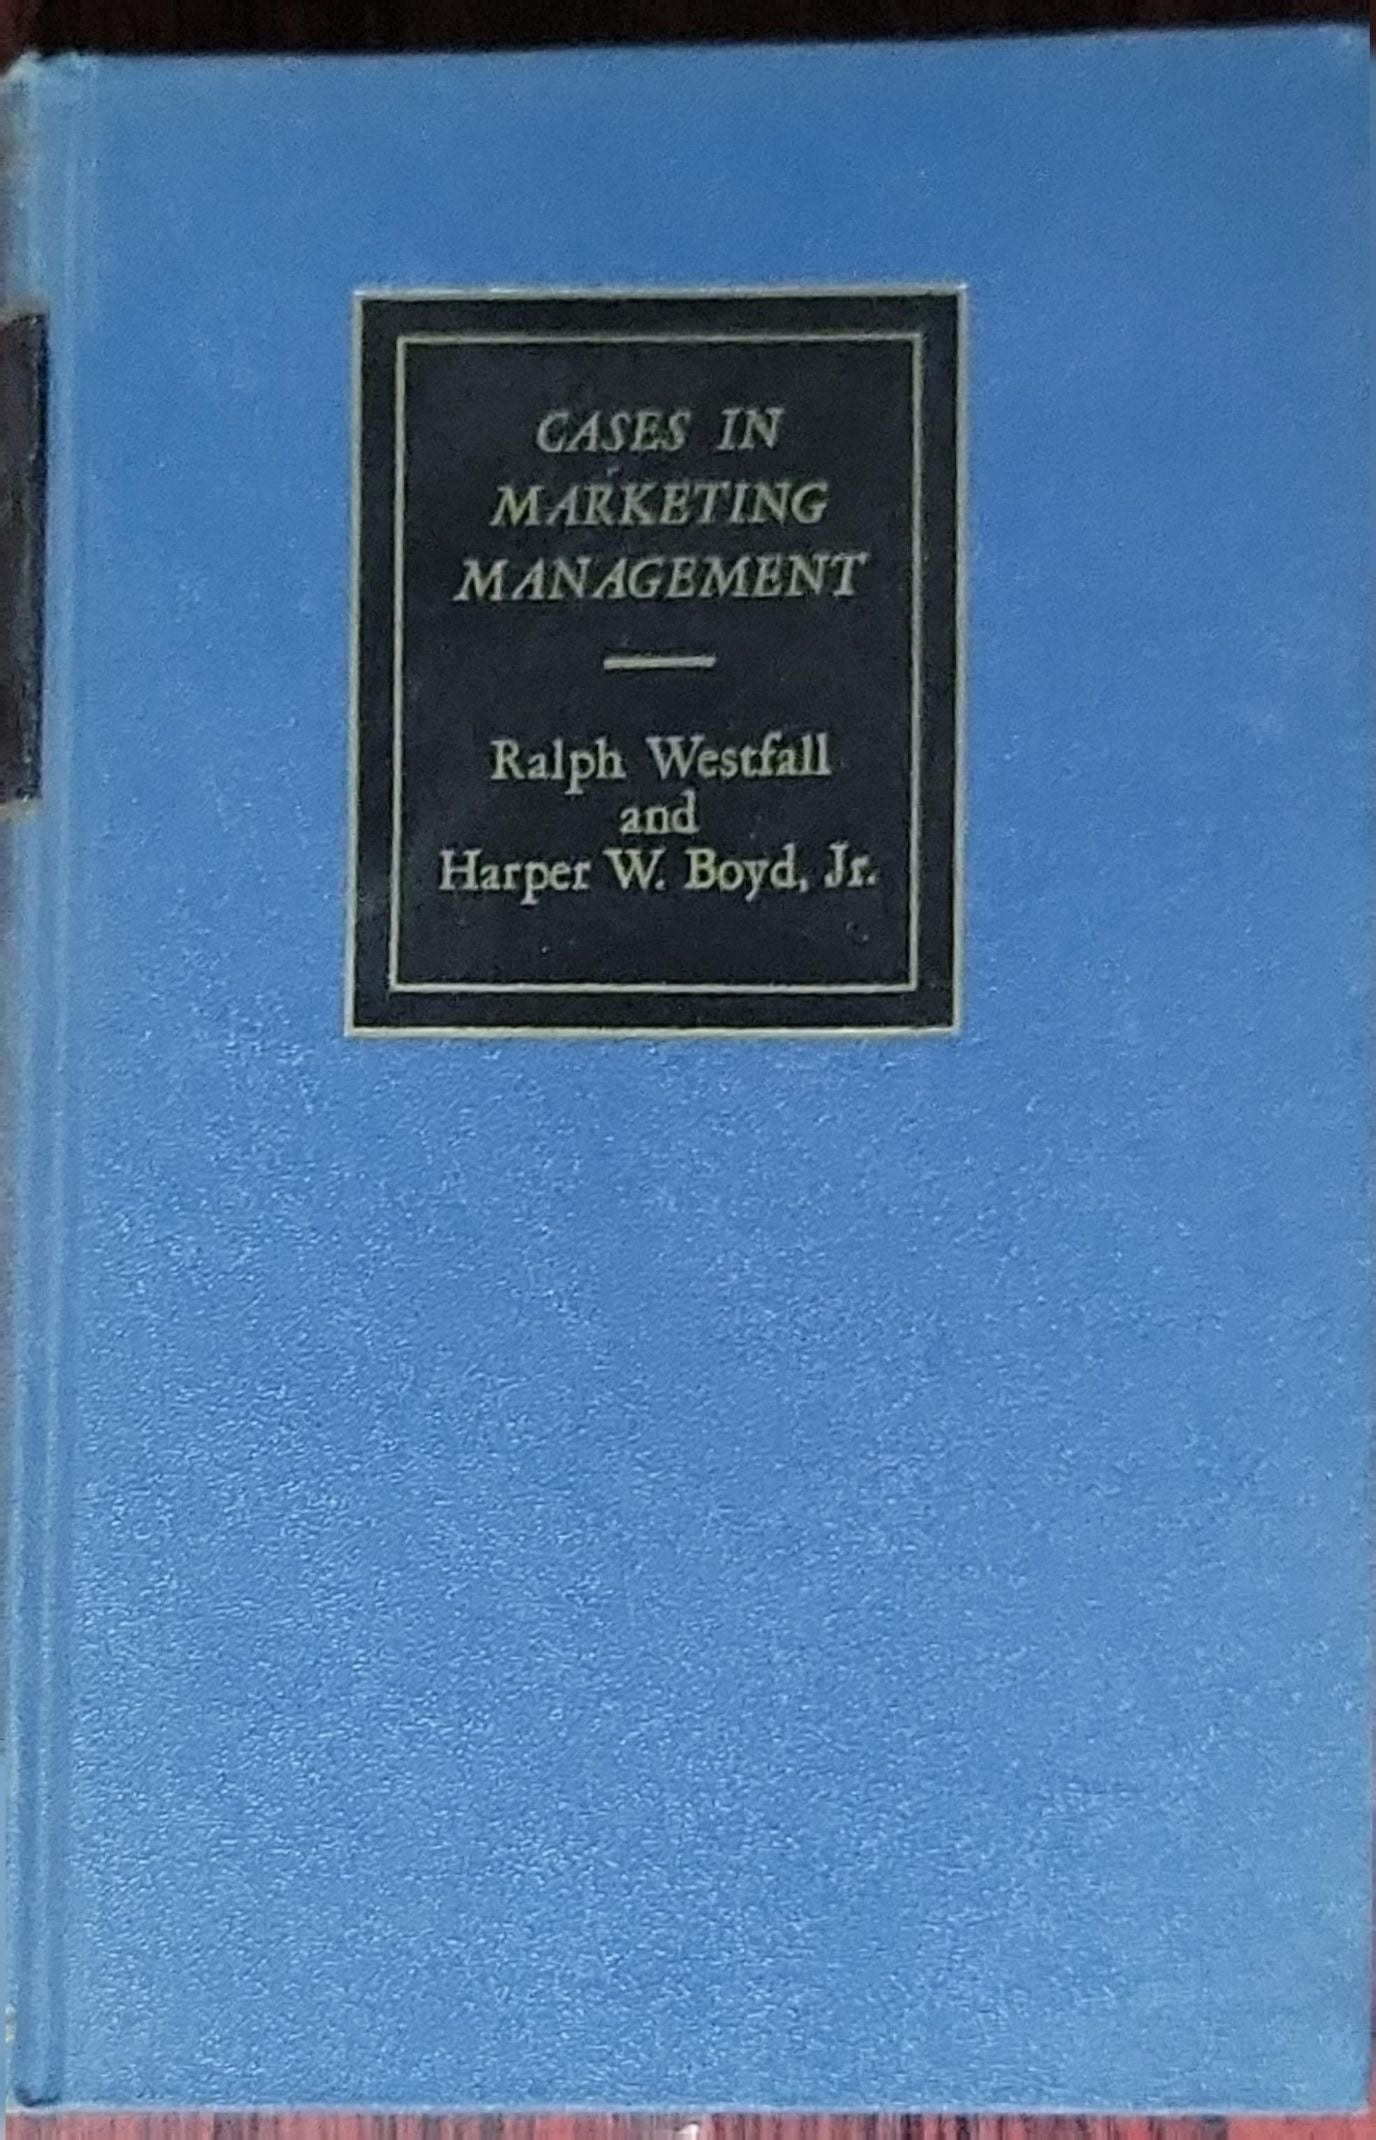 CASES IN
MARKETING
MANAGEMENT
Ralph Westfall
and
Harper W. Boyd, Jr.